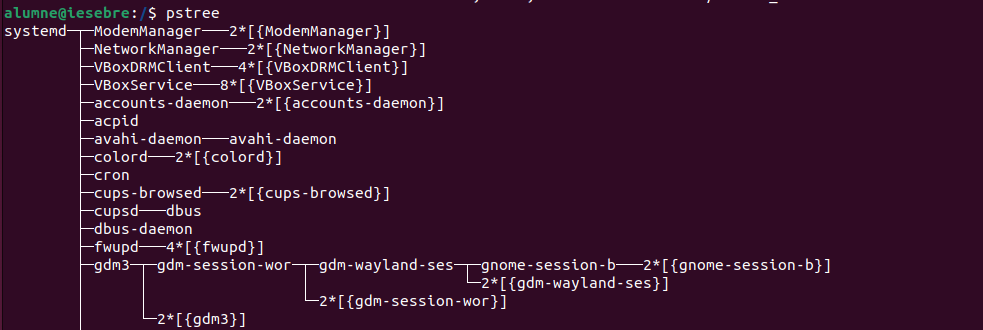 alumne@iesebre:/$ pstree
systemd─┬─ModemManager───2*[{ModemManager}]
        ├─NetworkManager───2*[{NetworkManager}]
        ├─VBoxDRMClient───4*[{VBoxDRMClient}]
        ├─VBoxService───8*[{VBoxService}]
        ├─accounts-daemon───2*[{accounts-daemon}]
        ├─acpid
        ├─avahi-daemon───avahi-daemon
        ├─colord───2*[{colord}]
        ├─cron
        ├─cups-browsed───2*[{cups-browsed}]
        ├─cupsd───dbus
        ├─dbus-daemon
        ├─fwupd───4*[{fwupd}]
        ├─gdm3─┬─gdm-session-wor─┬─gdm-wayland-ses─┬─gnome-session-b───2*[{gnome-session-b}]
        │      │                 │                 └─2*[{gdm-wayland-ses}]
        │      │                 └─2*[{gdm-session-wor}]
        │      └─2*[{gdm3}]